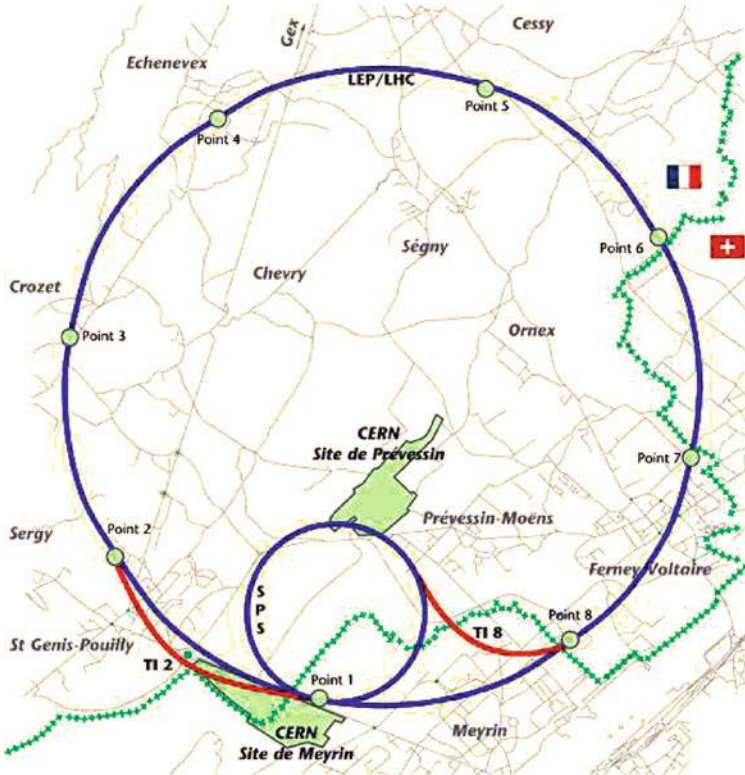 Cessy
Gex
Echenevex
LEP/LHC
Point 5
Point 4
Point 6
Ségny
Chevry
Crozet
Ornex
Point 3
CERN
Site de Prévessin
Point 7
Prévessin-Moëns
Point 2
Sergy
Ferney-Voltaire
S
P
S
Point 8
TI 8
St Genis-Pouilly
TI 2
Point 1
Meyrin
CERN
Site de Meyrin